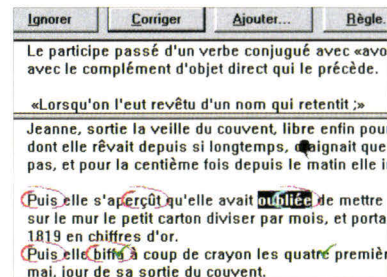 Ignorer Corriger Ajouter... Règle.
Le participe passé d'un verbe conjugué avec «avo
avec le complément d'objet direct qui le précède.
«Lorsqu'on l'eut revêtu d'un nom qui retentit ;»
Jeanne, sortie la veille du couvent, libre enfin pou
dont elle rêvait depuis si longtemps, craignait que
pas, et pour la centième fois depuis le matin elle i
Puis elle s'aperçût qu'elle avait oubliée de mettre
sur le mur le petit carton diviser par mois, et porta
1819 en chiffres d'or.
Puis elle biffa à coup de crayon les quatre premiè
mai, jour de sa sortie du couvent.